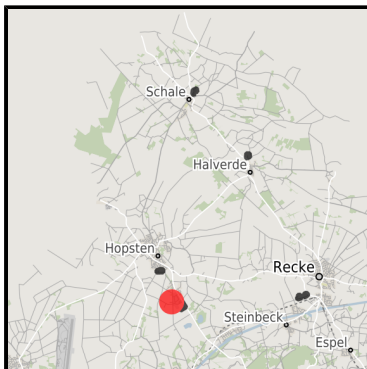 Schale
Halverde
Hopsten
Recke
Steinbeck
Espel